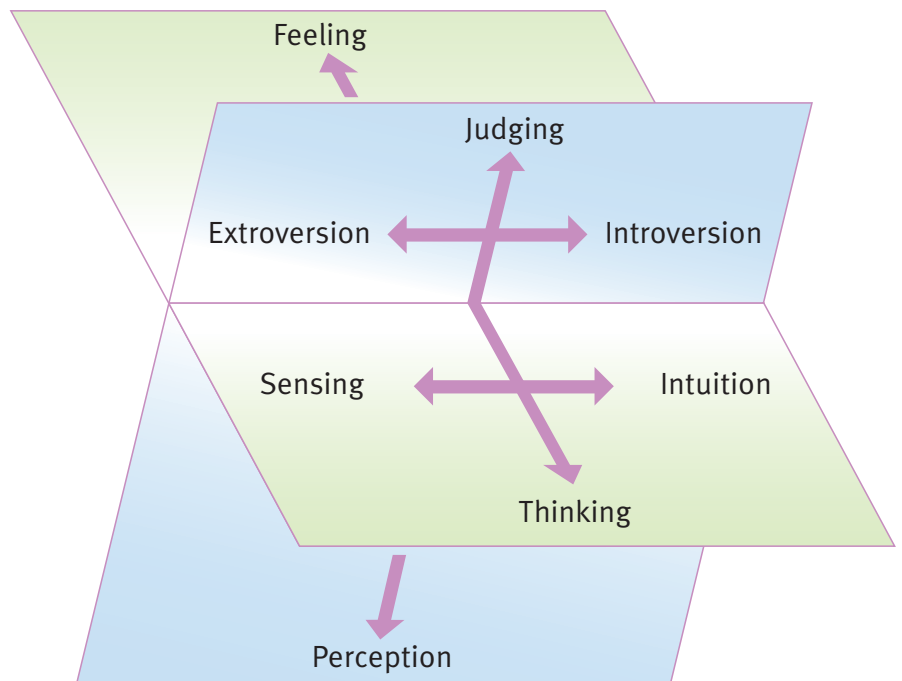 Feeling
Judging
Extroversion
Introversion
Sensing
Intuition
Thinking
Perception